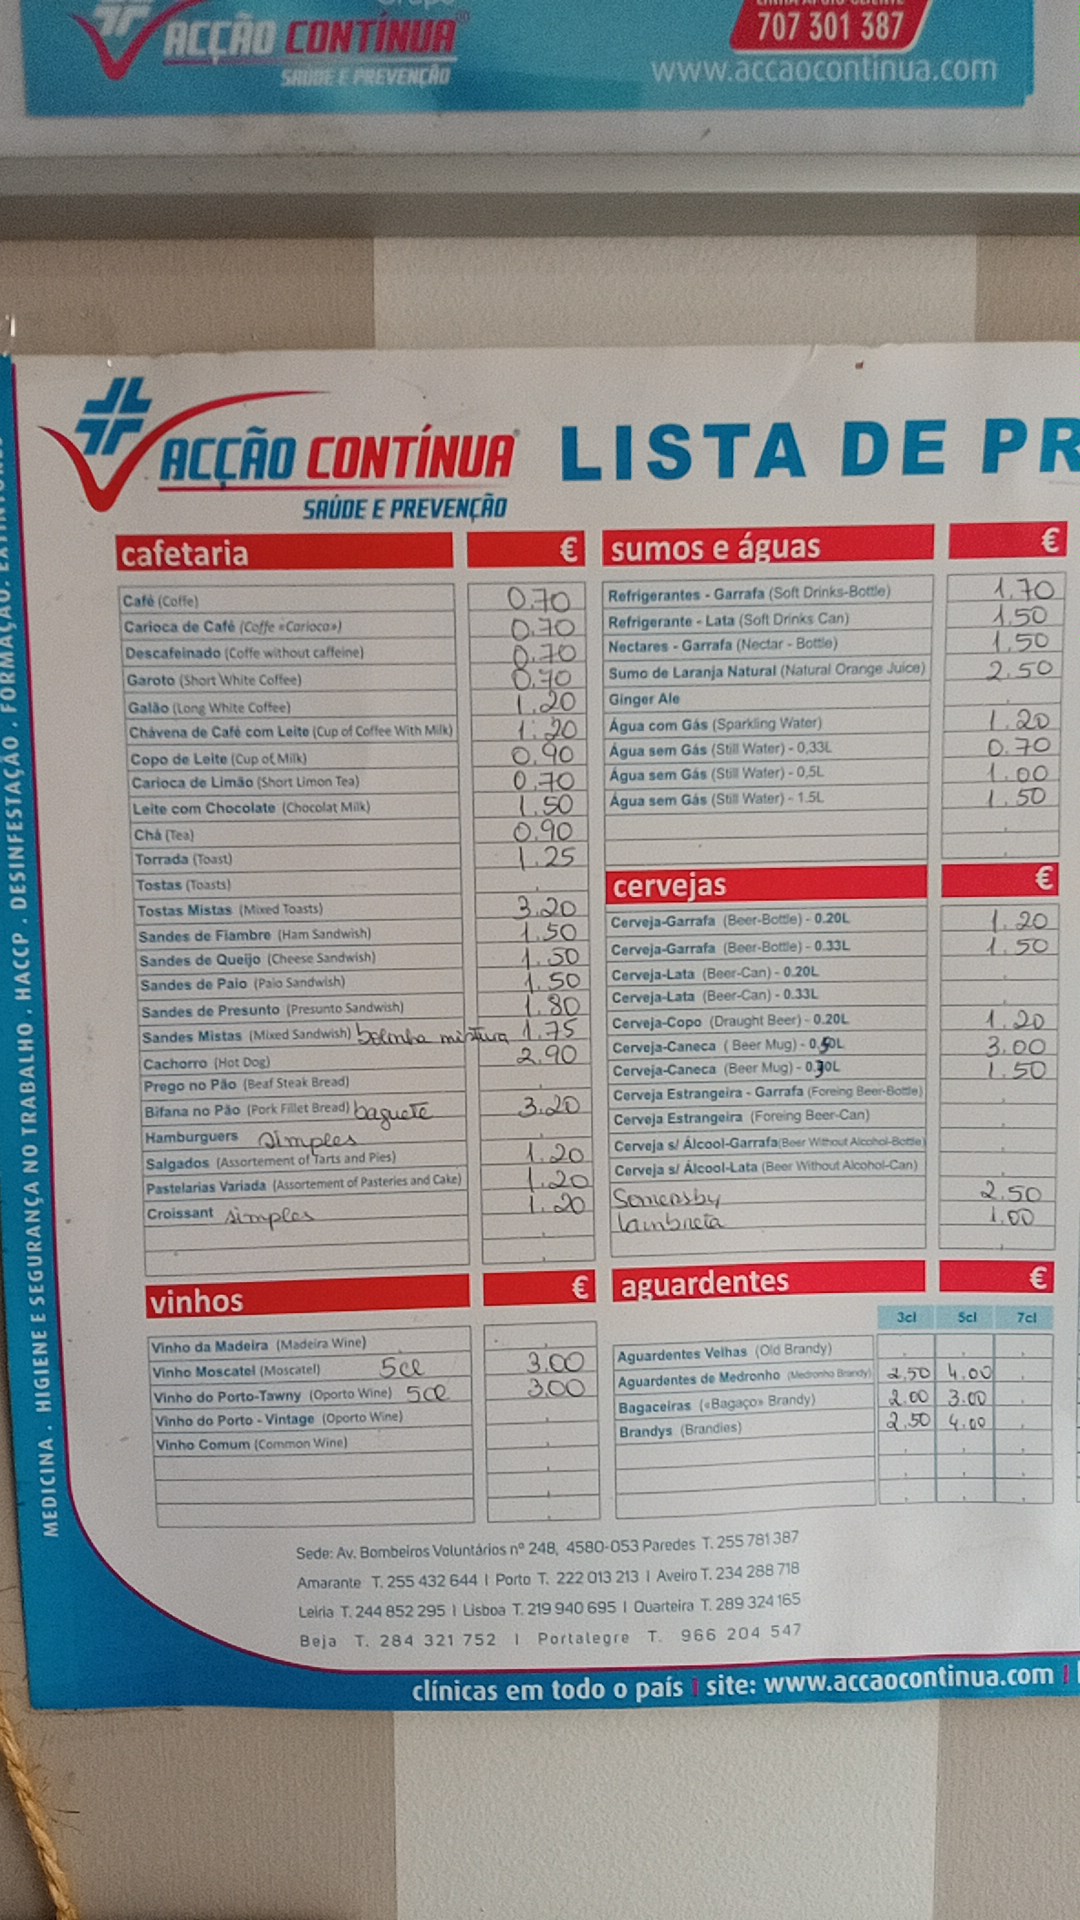 ACÇÃO CONTÍNUA
SAÚDE E PREVENÇÃO
707 301 387
www.accaocontinua.com
ACÇÃO CONTÍNUA
SAÚDE E PREVENÇÃO
LISTA DE PR
cafetaria €
Café (Coffe) 0.70
Carioca de Café (Coffe «Carioca») 0.70
Descafeinado (Coffe without caffeine) 0.70
Garoto (Short White Coffee) 0.70
Galão (Long White Coffee) 1.20
Chávena de Café com Leite (Cup of Coffee With Milk) 1.20
Copo de Leite (Cup of Milk) 0.90
Carioca de Limão (Short Limon Tea) 0.70
Leite com Chocolate (Chocolat Milk) 1.50
Chá (Tea) 0.90
Torrada (Toast) 1.25
Tostas (Toasts)
Tostas Mistas (Mixed Toasts) 3.20
Sandes de Fiambre (Ham Sandwish) 1.50
Sandes de Queijo (Cheese Sandwish) 1.50
Sandes de Paio (Paio Sandwish) 1.50
Sandes de Presunto (Presunto Sandwish) 1.80
Sandes Mistas (Mixed Sandwish) bolinha mistura 1.75
Cachorro (Hot Dog) 2.90
Prego no Pão (Beaf Steak Bread)
Bifana no Pão (Pork Fillet Bread) baguete 3.20
Hamburguers simples
Salgados (Assortement of Tarts and Pies) 1.20
Pastelarias Variada (Assortement of Pasteries and Cake) 1.20
Croissant simples 1.20
sumos e águas €
Refrigerantes - Garrafa (Soft Drinks-Bottle) 1.70
Refrigerante - Lata (Soft Drinks Can) 1.50
Nectares - Garrafa (Nectar - Bottle) 1.50
Sumo de Laranja Natural (Natural Orange Juice) 2.50
Ginger Ale
Água com Gás (Sparkling Water) 1.20
Água sem Gás (Still Water) - 0,33L 0.70
Água sem Gás (Still Water) - 0,5L 1.00
Água sem Gás (Still Water) - 1.5L 1.50
cervejas €
Cerveja-Garrafa (Beer-Bottle) - 0.20L 1.20
Cerveja-Garrafa (Beer-Bottle) - 0.33L 1.50
Cerveja-Lata (Beer-Can) - 0.20L
Cerveja-Lata (Beer-Can) - 0.33L
Cerveja-Copo (Draught Beer) - 0.20L 1.20
Cerveja-Caneca ( Beer Mug) - 0.50L 3.00
Cerveja-Caneca (Beer Mug) - 0.30L 1.50
Cerveja Estrangeira - Garrafa (Foreing Beer-Bottle)
Cerveja Estrangeira (Foreing Beer-Can)
Cerveja s/ Álcool-Garrafa(Beer Without Alcohol-Bottle)
Cerveja s/ Álcool-Lata (Beer Without Alcohol-Can)
Somersby 2.50
lambreta 1.00
vinhos €
Vinho da Madeira (Madeira Wine)
Vinho Moscatel (Moscatel) 5cl 3.00
Vinho do Porto-Tawny (Oporto Wine) 5cl 3.00
Vinho do Porto - Vintage (Oporto Wine)
Vinho Comum (Common Wine)
aguardentes €
3cl 5cl 7cl
Aguardentes Velhas (Old Brandy)
Aguardentes de Medronho (Medronho Brandy) 2.50 4.00
Bagaceiras («Bagaço» Brandy) 2.00 3.00
Brandys (Brandies) 2.50 4.00
Sede: Av. Bombeiros Voluntários nº 248, 4580-053 Paredes T. 255 781 387
Amarante T. 255 432 644 I Porto T. 222 013 213 I Aveiro T. 234 288 718
Leiria T. 244 852 295 I Lisboa T. 219 940 695 I Quarteira T. 289 324 165
Beja T. 284 321 752 I Portalegre T. 966 204 547
clínicas em todo o país I site: www.accaocontinua.com I
MEDICINA . HIGIENE E SEGURANÇA NO TRABALHO . HACCP . DESINFESTAÇÃO . FORMAÇÃO.